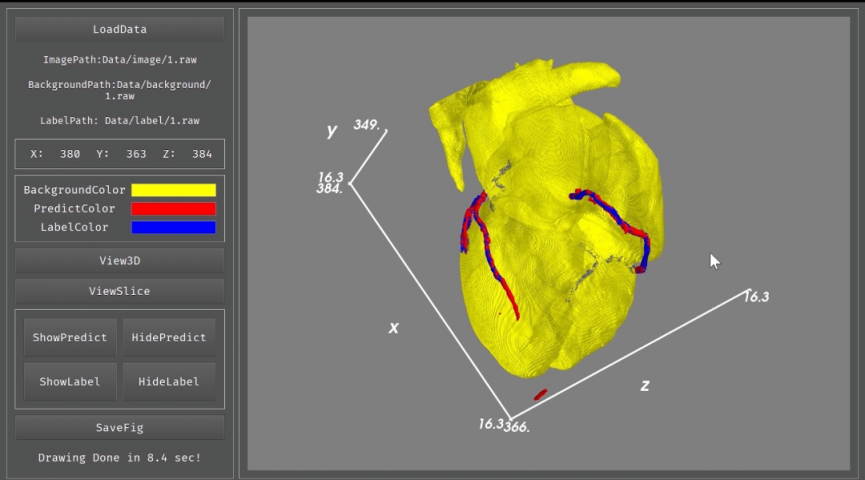 LoadData
ImagePath:Data/image/1.raw
BackgroundPath:Data/background/
1.raw
LabelPath: Data/label/1.raw
X: 380 Y: 363 Z: 384
BackgroundColor
PredictColor
LabelColor
View3D
ViewSlice
ShowPredict HidePredict
ShowLabel HideLabel
SaveFig
Drawing Done in 8.4 sec!
y 349.
16.3
384.
x
16.3
z
16.3 366.